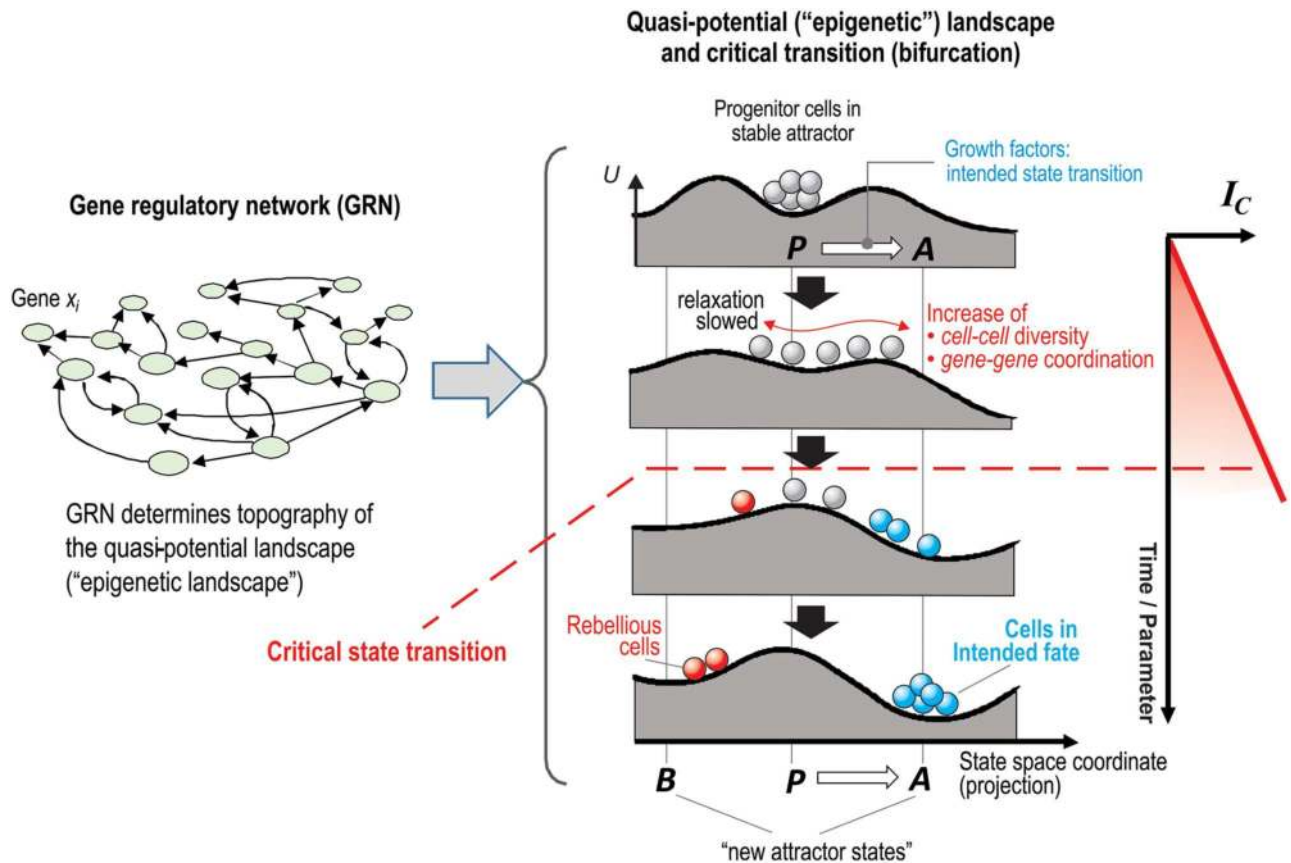 Quasi-potential (“epigenetic”) landscape
and critical transition (bifurcation)
Progenitor cells in
stable attractor
Growth factors:
intended state transition
U
P
A
Gene regulatory network (GRN)
Gene xi
GRN determines topography of
the quasi-potential landscape
(“epigenetic landscape”)
relaxation
slowed
Increase of
• cell-cell diversity
• gene-gene coordination
Critical state transition
Rebellious
cells
Cells in
Intended fate
B
P
A
State space coordinate
(projection)
“new attractor states”
IC
Time / Parameter